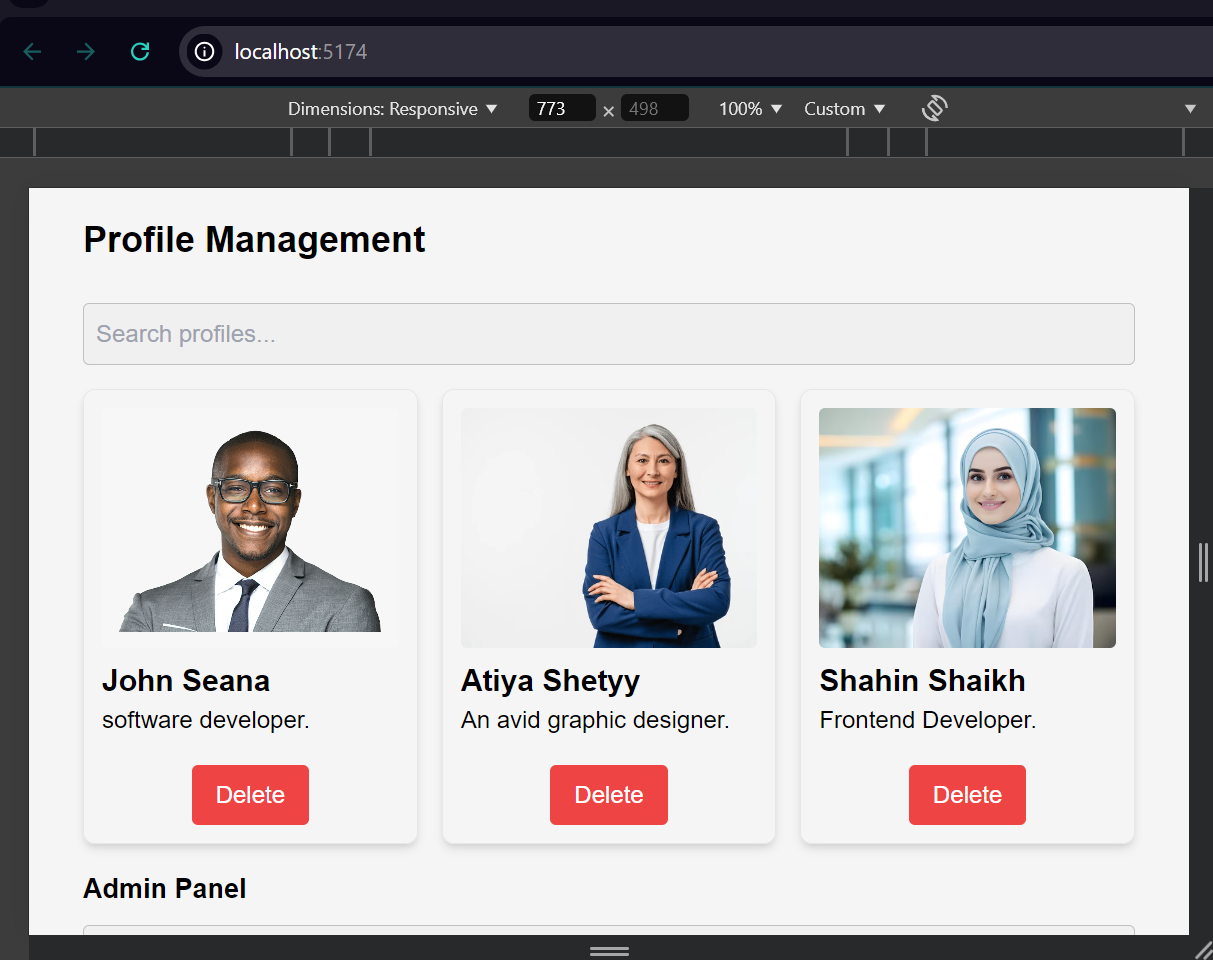 localhost:5174
Dimensions: Responsive 773 × 498 100% Custom
Profile Management
Search profiles...
John Seana
software developer.
Delete
Atiya Shetyy
An avid graphic designer.
Delete
Shahin Shaikh
Frontend Developer.
Delete
Admin Panel